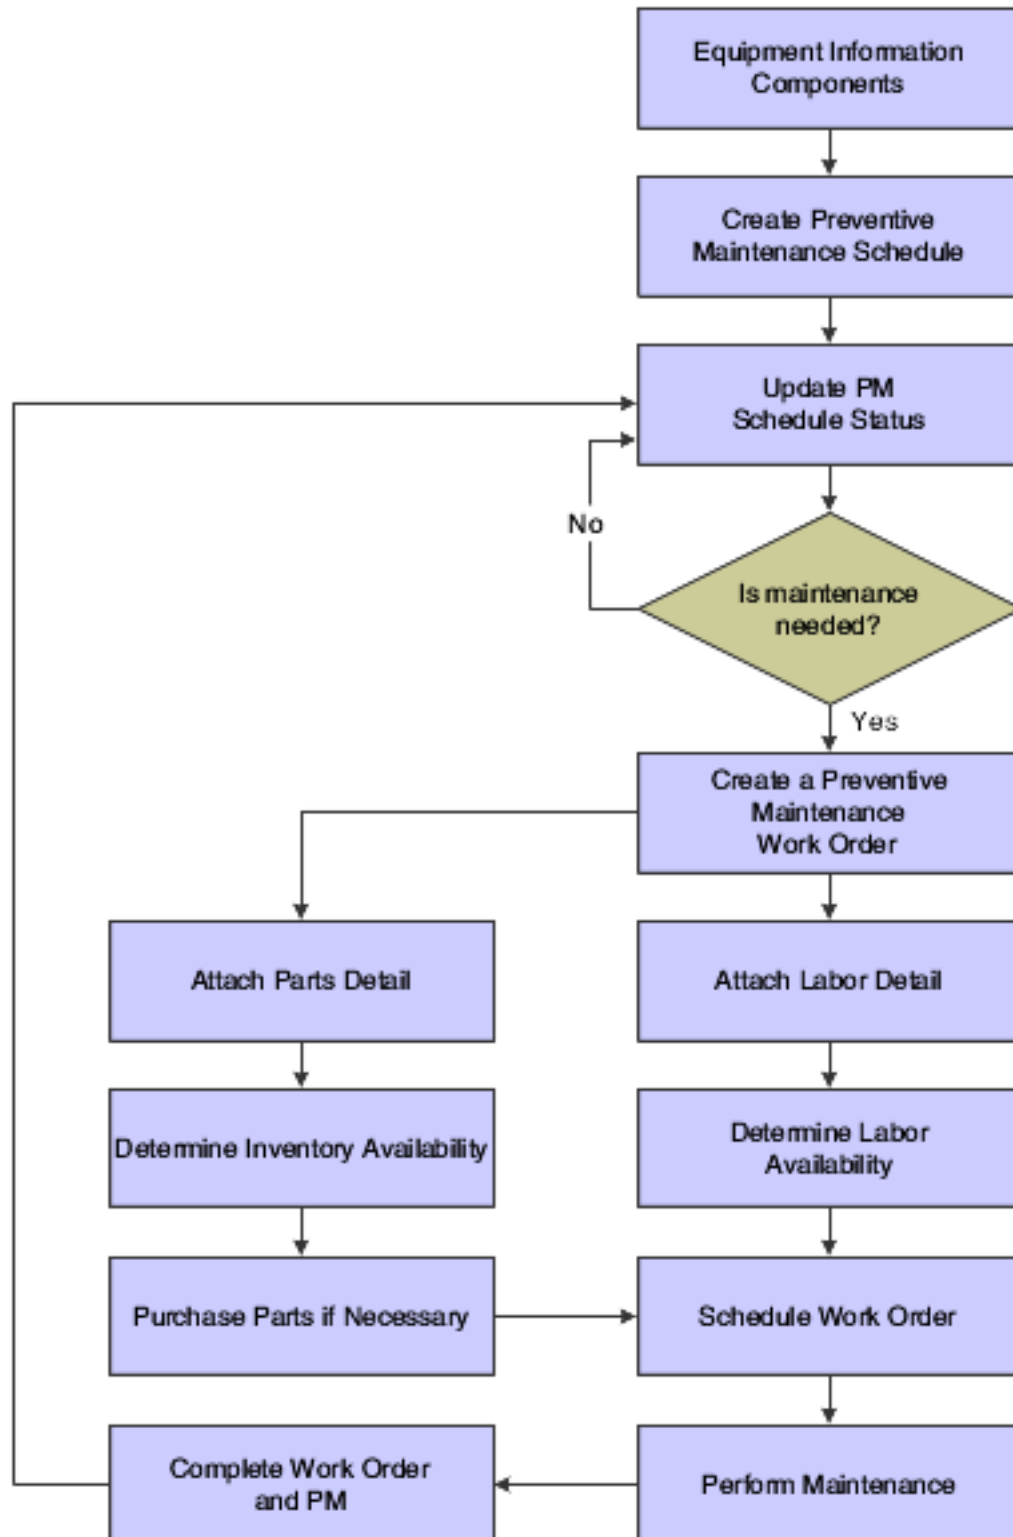 Equipment Information
Components
Create Preventive
Maintenance Schedule
Update PM
Schedule Status
No
Is maintenance
needed?
Yes
Create a Preventive
Maintenance
Work Order
Attach Parts Detail
Attach Labor Detail
Determine Inventory Availability
Determine Labor
Availability
Purchase Parts if Necessary
Schedule Work Order
Complete Work Order
and PM
Perform Maintenance